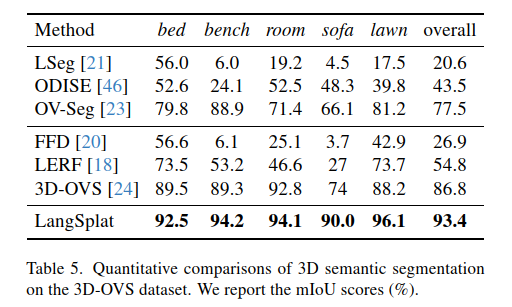 Method bed bench room sofa lawn overall
LSeg [21] 56.0 6.0 19.2 4.5 17.5 20.6
ODISE [46] 52.6 24.1 52.5 48.3 39.8 43.5
OV-Seg [23] 79.8 88.9 71.4 66.1 81.2 77.5
FFD [20] 56.6 6.1 25.1 3.7 42.9 26.9
LERF [18] 73.5 53.2 46.6 27 73.7 54.8
3D-OVS [24] 89.5 89.3 92.8 74 88.2 86.8
LangSplat 92.5 94.2 94.1 90.0 96.1 93.4
Table 5. Quantitative comparisons of 3D semantic segmentation
on the 3D-OVS dataset. We report the mIoU scores (%).